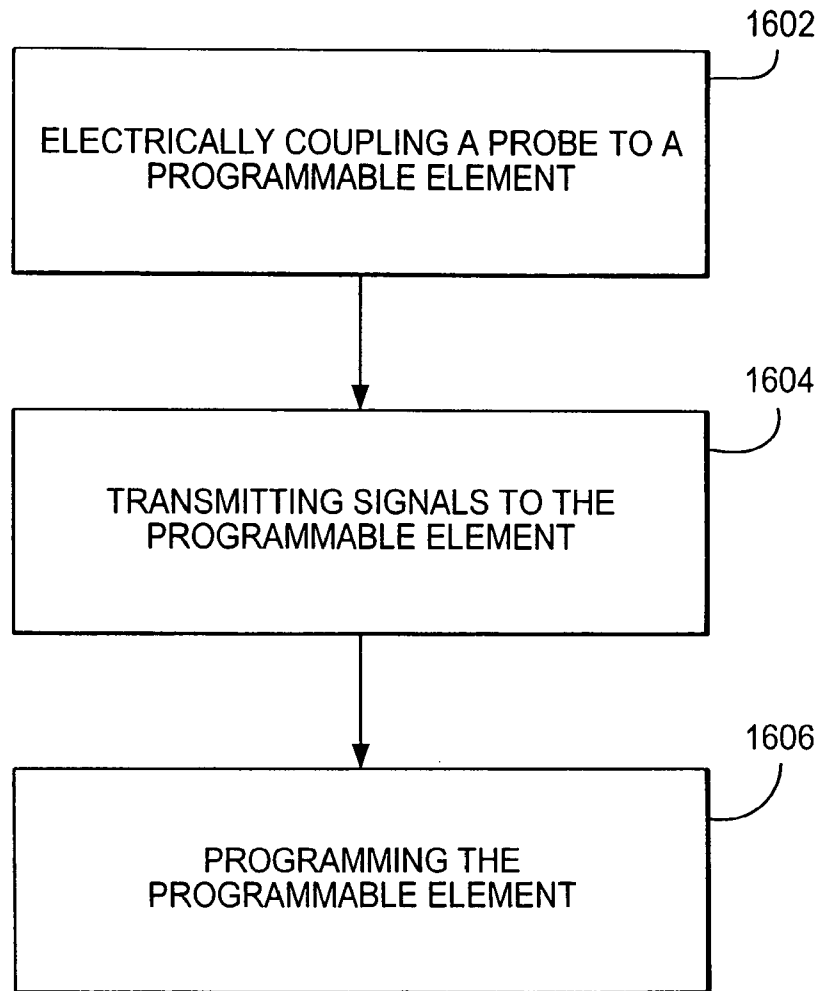 1602
ELECTRICALLY COUPLING A PROBE TO A
PROGRAMMABLE ELEMENT
1604
TRANSMITTING SIGNALS TO THE
PROGRAMMABLE ELEMENT
1606
PROGRAMMING THE
PROGRAMMABLE ELEMENT